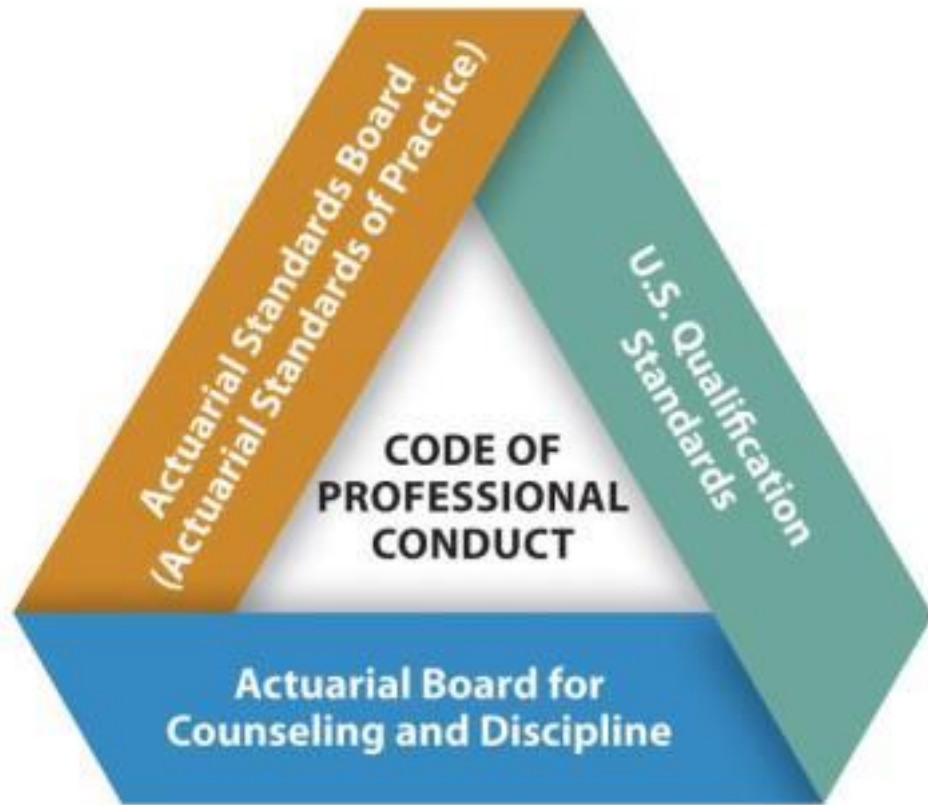 Actuarial Standards Board
(Actuarial Standards of Practice)
U.S. Qualification
Standards
CODE OF
PROFESSIONAL
CONDUCT
Actuarial Board for
Counseling and Discipline